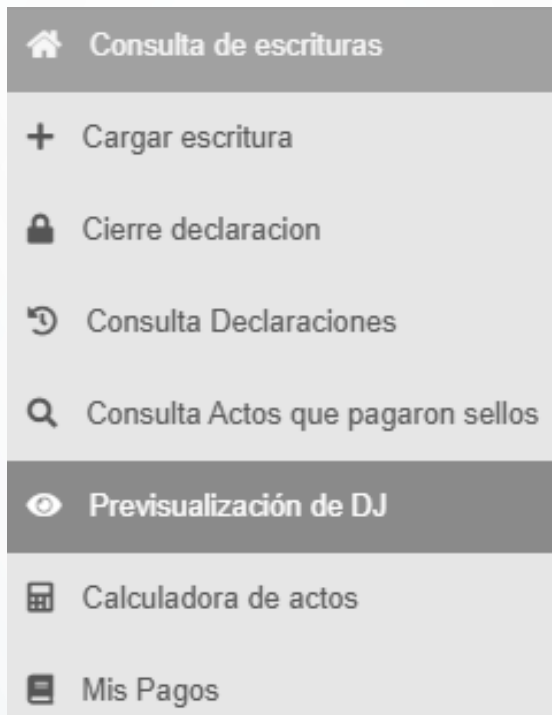 Consulta de escrituras
Cargar escritura
Cierre declaracion
Consulta Declaraciones
Consulta Actos que pagaron sellos
Previsualización de DJ
Calculadora de actos
Mis Pagos